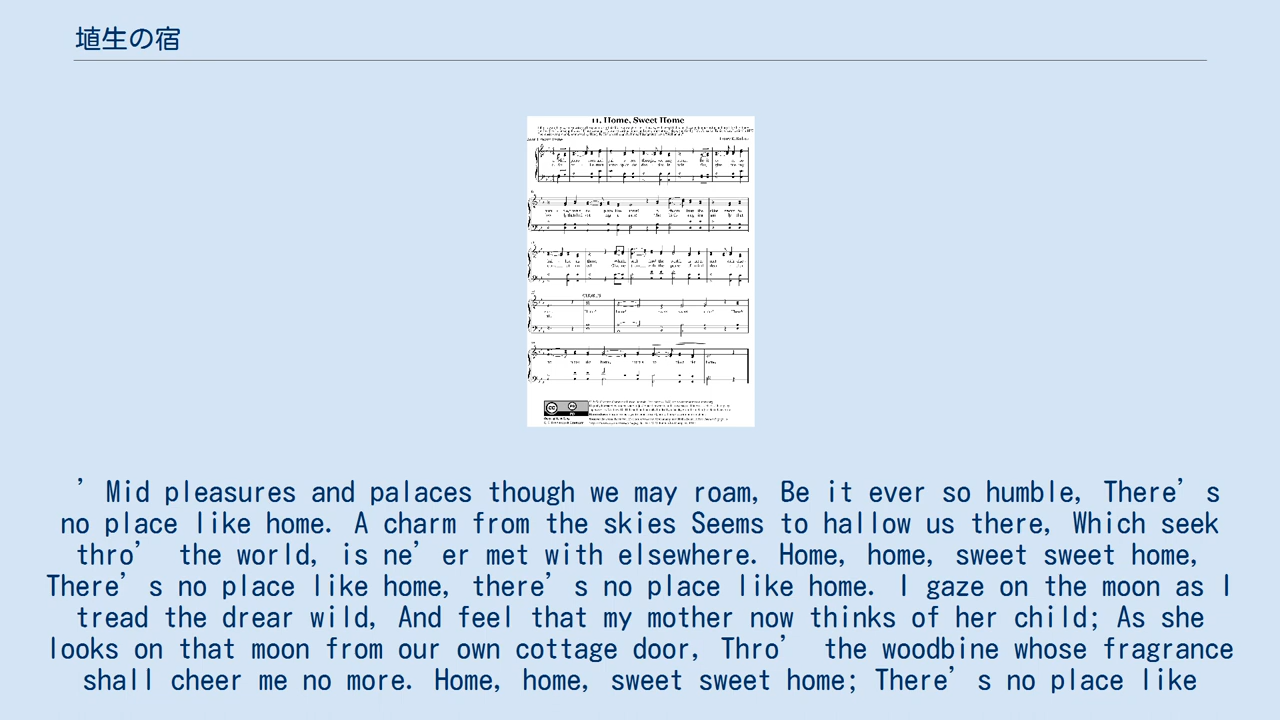 埴生の宿
11. Home, Sweet Home
’Mid pleasures and palaces though we may roam, Be it ever so humble, There’s
no place like home. A charm from the skies Seems to hallow us there, Which seek
thro’ the world, is ne’er met with elsewhere. Home, home, sweet sweet home,
There’s no place like home, there’s no place like home. I gaze on the moon as I
tread the drear wild, And feel that my mother now thinks of her child; As she
looks on that moon from our own cottage door, Thro’ the woodbine whose fragrance
shall cheer me no more. Home, home, sweet sweet home; There’s no place like